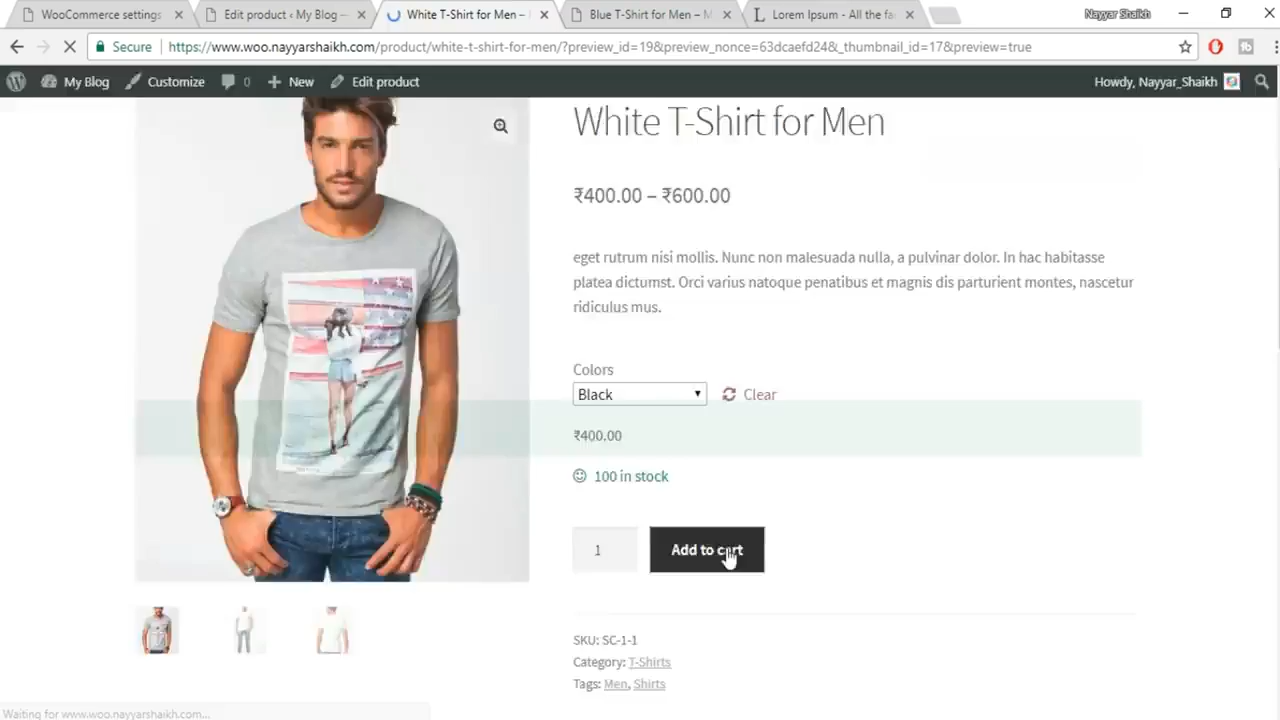 WooCommerce settings
Edit product ‹ My Blog —
White T-Shirt for Men –
Blue T-Shirt for Men – M
Lorem Ipsum - All the fa
Nayyar Shaikh
Secure
https://www.woo.nayyarshaikh.com/product/white-t-shirt-for-men/?preview_id=19&preview_nonce=63dcaefd24&_thumbnail_id=17&preview=true
My Blog
Customize
0
New
Edit product
Howdy, Nayyar_Shaikh
White T-Shirt for Men
₹400.00 – ₹600.00
eget rutrum nisi mollis. Nunc non malesuada nulla, a pulvinar dolor. In hac habitasse
platea dictumst. Orci varius natoque penatibus et magnis dis parturient montes, nascetur
ridiculus mus.
Colors
Black
Clear
₹400.00
100 in stock
1
Add to cart
SKU: SC-1-1
Category: T-Shirts
Tags: Men, Shirts
Waiting for www.woo.nayyarshaikh.com...